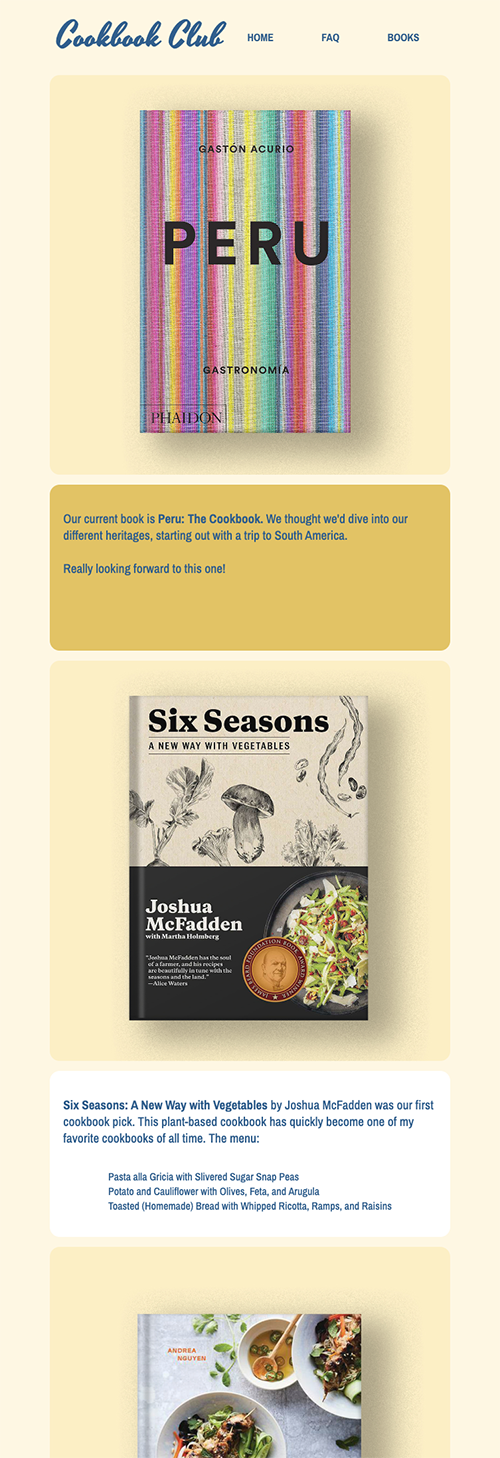 Cookbook Club
HOME FAQ BOOKS
GASTÓN ACURIO
PERU
GASTRONOMÍA
PHAIDON
Our current book is Peru: The Cookbook. We thought we'd dive into our
different heritages, starting out with a trip to South America.
Really looking forward to this one!
Six Seasons
A NEW WAY WITH VEGETABLES
Joshua
McFadden
with Martha Holmberg
"Joshua McFadden has the soul
of a farmer, and his recipes
are beautifully in tune with the
seasons and the land."
—Alice Waters
JAMES BEARD FOUNDATION BOOK AWARD WINNER
Six Seasons: A New Way with Vegetables by Joshua McFadden was our first
cookbook pick. This plant-based cookbook has quickly become one of my
favorite cookbooks of all time. The menu:
Pasta alla Gricia with Slivered Sugar Snap Peas
Potato and Cauliflower with Olives, Feta, and Arugula
Toasted (Homemade) Bread with Whipped Ricotta, Ramps, and Raisins
ANDREA
NGUYEN